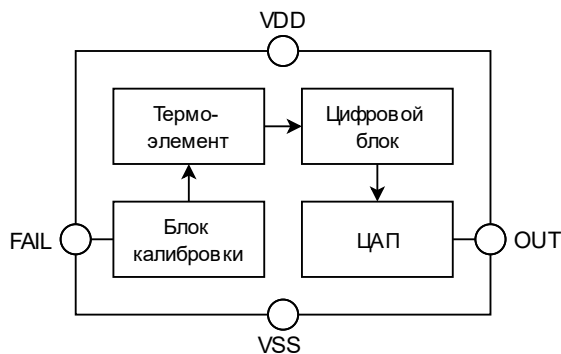 VDD
Термо-
элемент
Цифровой
блок
FAIL
Блок
калибровки
ЦАП
OUT
VSS